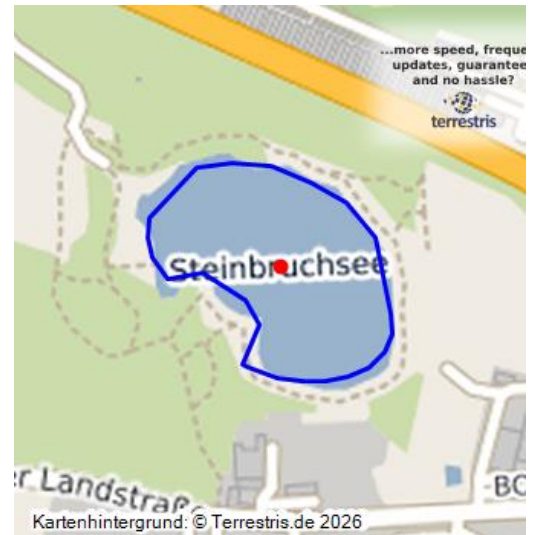 ...more speed, freque
updates, guarantee
and no hassle?
terrestris
Steinbruchsee
er Landstraße
BO
Kartenhintergrund: © Terrestris.de 2026